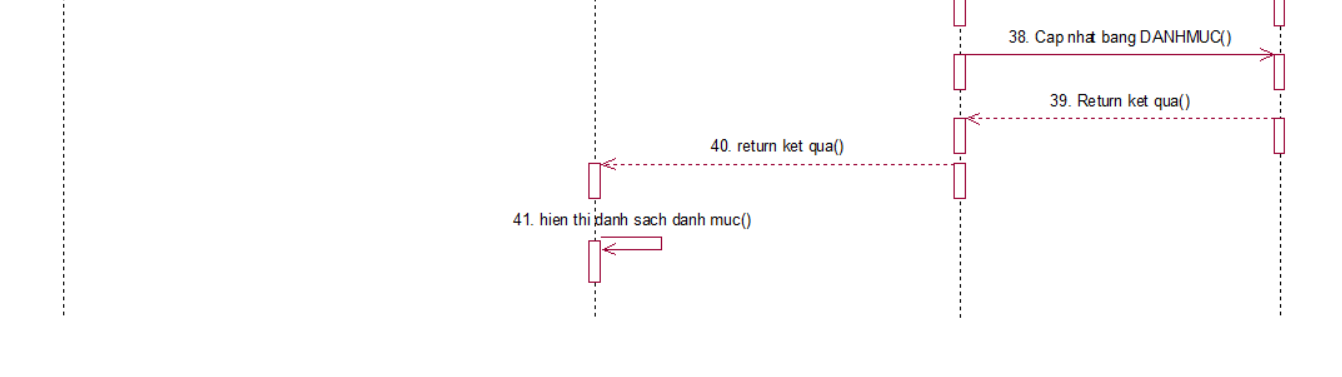 38. Cap nhat bang DANHMUC()
39. Return ket qua()
40. return ket qua()
41. hien thi danh sach danh muc()